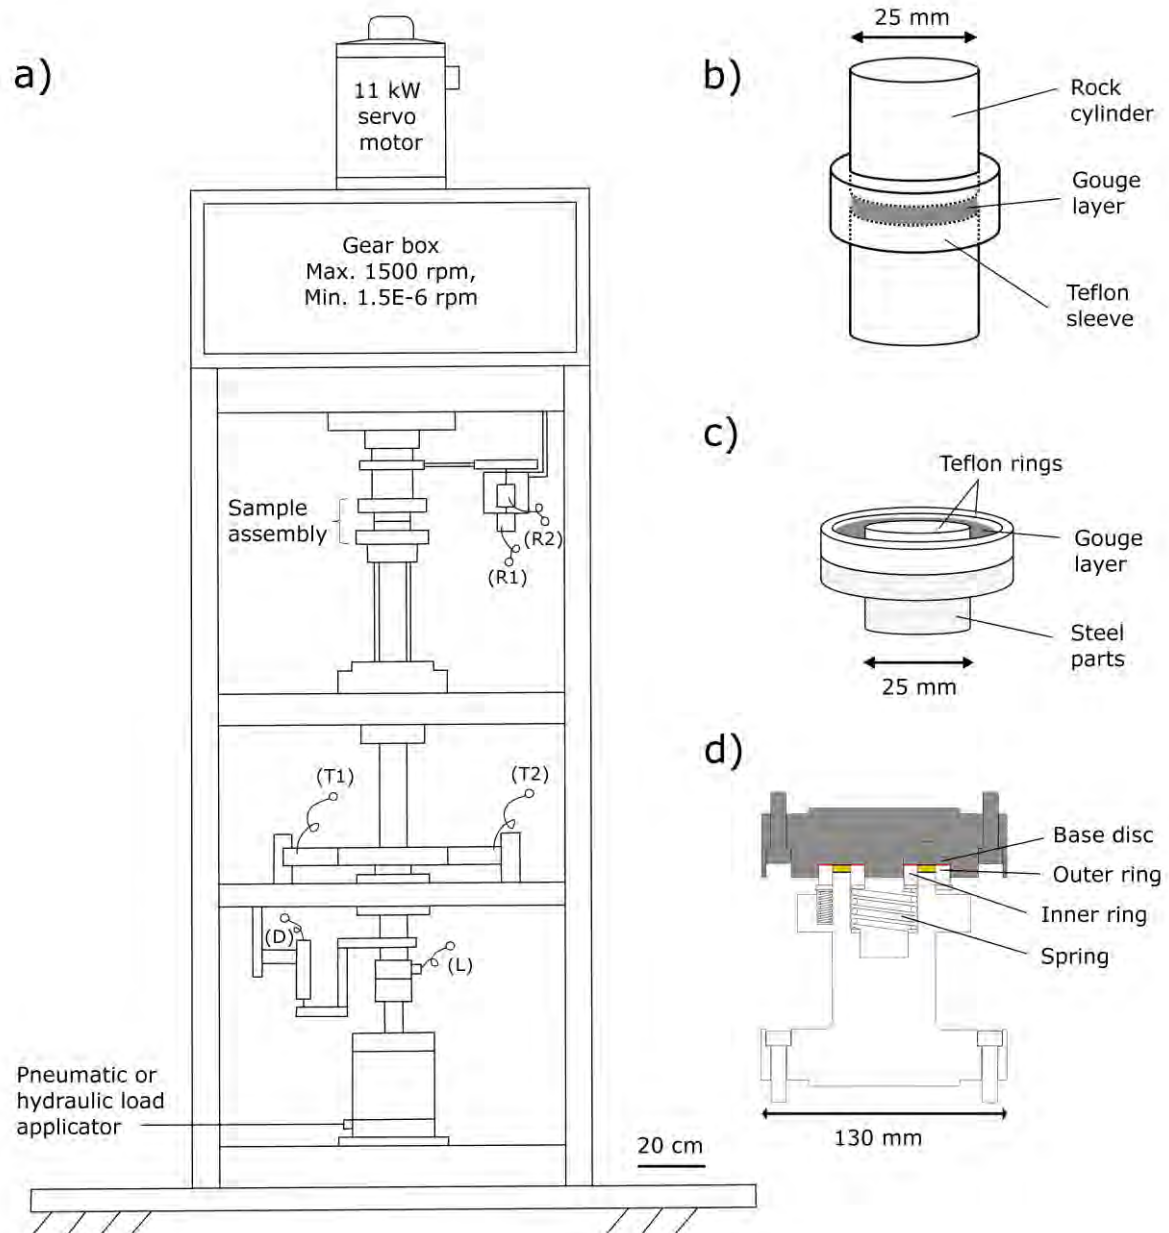 a)
11 kW
servo
motor
Gear box
Max. 1500 rpm,
Min. 1.5E-6 rpm
Sample
assembly
(R2)
(R1)
(T1)
(T2)
(D)
(L)
Pneumatic or
hydraulic load
applicator
20 cm
b)
25 mm
Rock
cylinder
Gouge
layer
Teflon
sleeve
c)
Teflon rings
Gouge
layer
Steel
parts
25 mm
d)
Base disc
Outer ring
Inner ring
Spring
130 mm